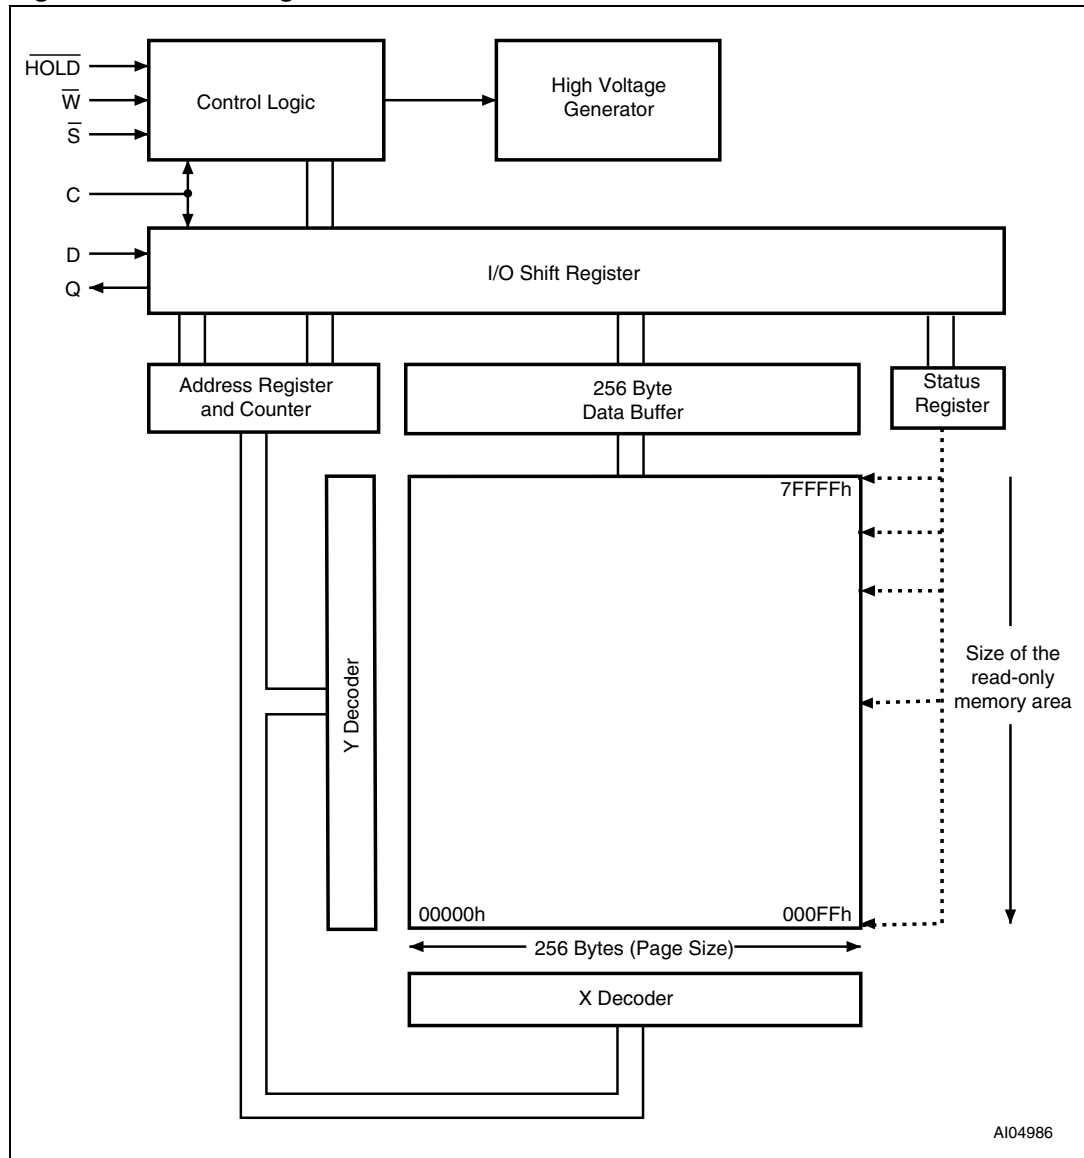 HOLD
W
S
C
D
Q
Control Logic
High Voltage
Generator
I/O Shift Register
Address Register
and Counter
256 Byte
Data Buffer
Status
Register
7FFFFh
Y Decoder
Size of the
read-only
memory area
00000h
000FFh
256 Bytes (Page Size)
X Decoder
AI04986